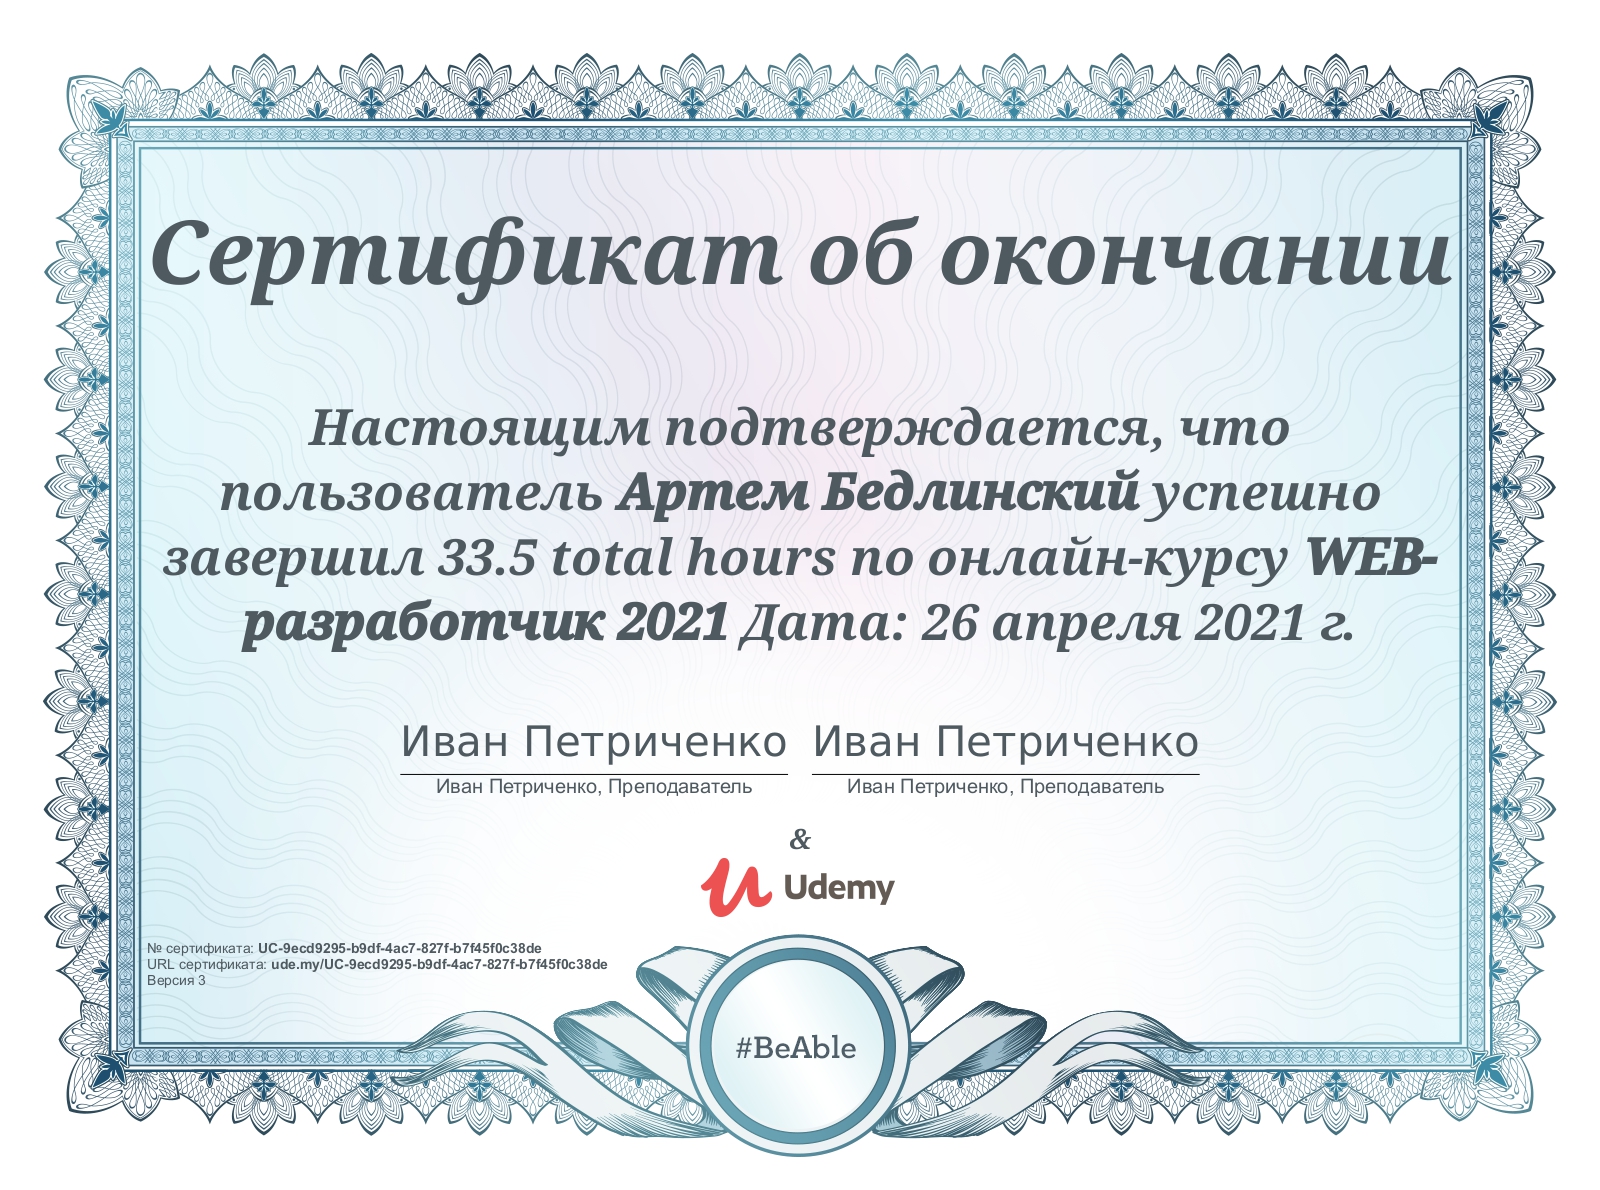 Сертификат об окончании
Настоящим подтверждается, что
пользователь Артем Бедлинский успешно
завершил 33.5 total hours по онлайн-курсу WEB-
разработчик 2021 Дата: 26 апреля 2021 г.
Иван Петриченко Иван Петриченко
Иван Петриченко, Преподаватель Иван Петриченко, Преподаватель
&
Udemy
№ сертификата: UC-9ecd9295-b9df-4ac7-827f-b7f45f0c38de
URL сертификата: ude.my/UC-9ecd9295-b9df-4ac7-827f-b7f45f0c38de
Версия 3
#BeAble